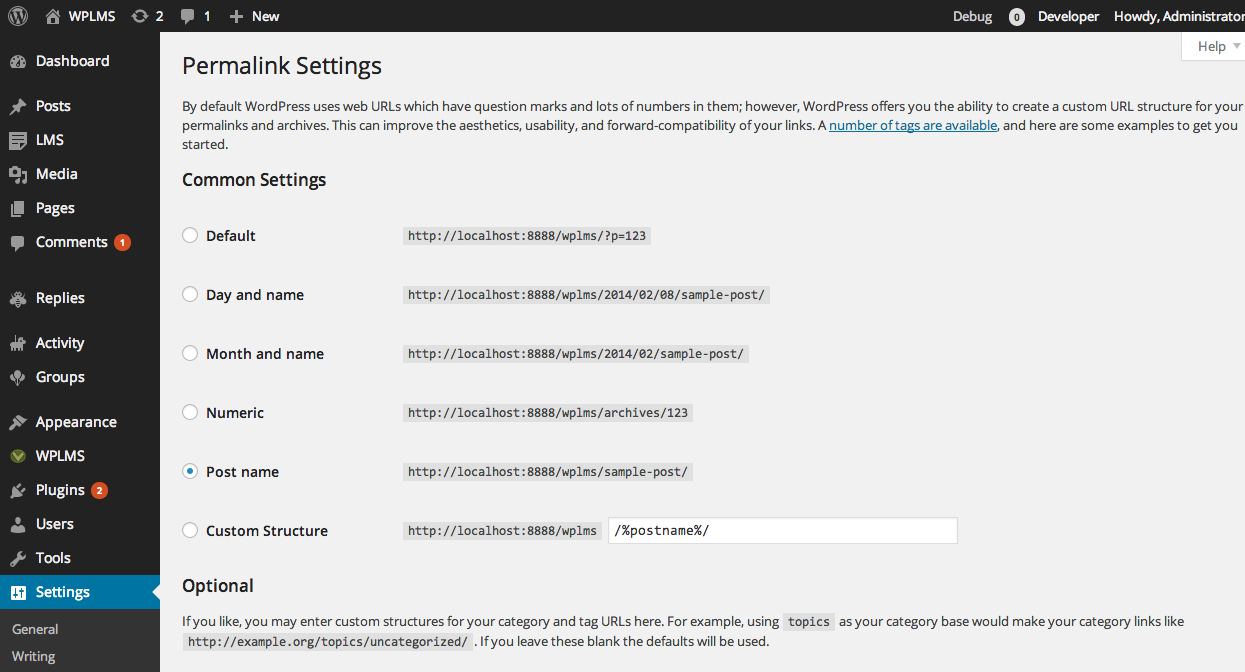 WPLMS 2 1 New Debug 0 Developer Howdy, Administrator
Help
Dashboard
Posts
LMS
Media
Pages
Comments 1
Replies
Activity
Groups
Appearance
WPLMS
Plugins 2
Users
Tools
Settings
General
Writing
Permalink Settings
By default WordPress uses web URLs which have question marks and lots of numbers in them; however, WordPress offers you the ability to create a custom URL structure for your
permalinks and archives. This can improve the aesthetics, usability, and forward-compatibility of your links. A number of tags are available, and here are some examples to get you
started.
Common Settings
Default http://localhost:8888/wplms/?p=123
Day and name http://localhost:8888/wplms/2014/02/08/sample-post/
Month and name http://localhost:8888/wplms/2014/02/sample-post/
Numeric http://localhost:8888/wplms/archives/123
Post name http://localhost:8888/wplms/sample-post/
Custom Structure http://localhost:8888/wplms /%postname%/
Optional
If you like, you may enter custom structures for your category and tag URLs here. For example, using topics as your category base would make your category links like
http://example.org/topics/uncategorized/ . If you leave these blank the defaults will be used.